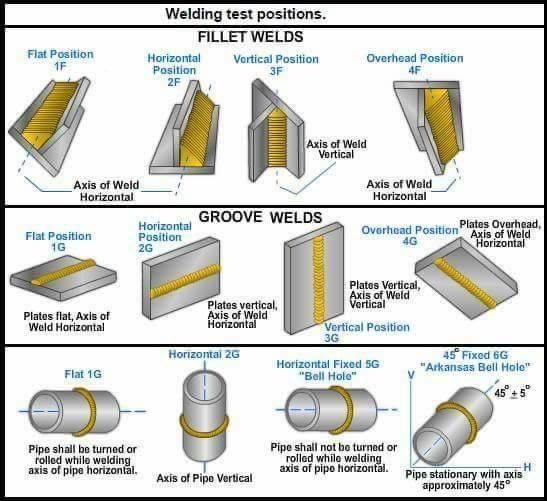 Welding test positions.
FILLET WELDS
Flat Position
1F
Horizontal
Position
2F
Vertical Position
3F
Overhead Position
4F
Axis of Weld
Horizontal
Axis of Weld
Vertical
Axis of Weld
Horizontal
GROOVE WELDS
Flat Position
1G
Plates flat, Axis of
Weld Horizontal
Horizontal
Position
2G
Plates vertical,
Axis of Weld
Horizontal
Plates Vertical,
Axis of Weld
Vertical
Vertical Position
3G
Overhead Position
4G
Plates Overhead,
Axis of Weld
Horizontal
Flat 1G
Pipe shall be turned or
rolled while welding
axis of pipe horizontal.
Horizontal 2G
Axis of Pipe Vertical
Horizontal Fixed 5G
"Bell Hole"
Pipe shall not be turned or
rolled while welding
axis of pipe horizontal.
45° Fixed 6G
"Arkansas Bell Hole"
V
45° ± 5°
H
Pipe stationary with axis
approximately 45°